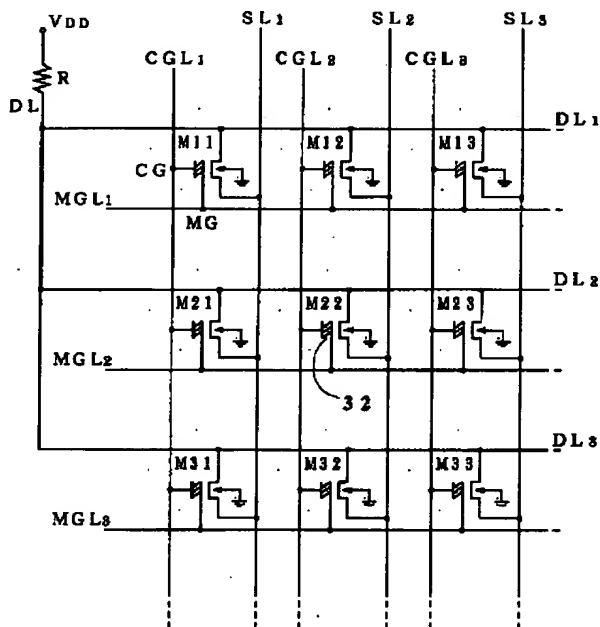 VDD
SL1 SL2 SL3
CGL1 CGL2 CGL3
R
DL
DL1
M11 M12 M13
CG
MGL1
MG
DL2
M21 M22 M23
MGL2
32
DL3
M31 M32 M33
MGL3